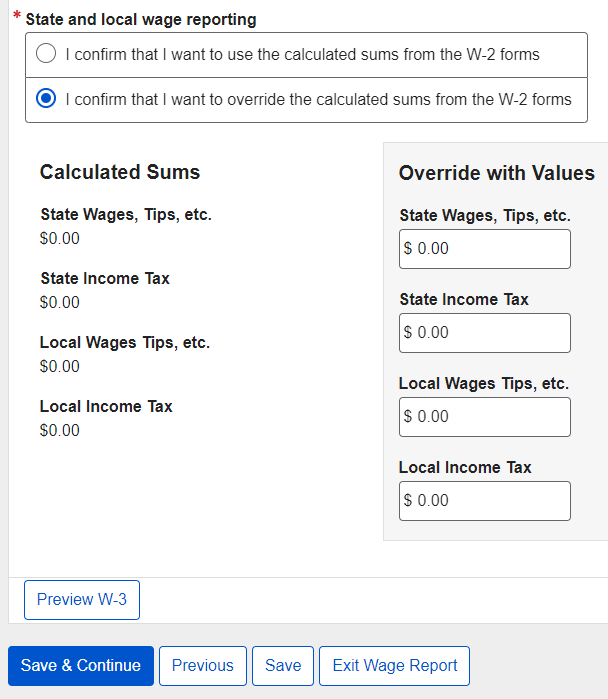 * State and local wage reporting
I confirm that I want to use the calculated sums from the W-2 forms
I confirm that I want to override the calculated sums from the W-2 forms
Calculated Sums
State Wages, Tips, etc.
$0.00
State Income Tax
$0.00
Local Wages Tips, etc.
$0.00
Local Income Tax
$0.00
Override with Values
State Wages, Tips, etc.
$ 0.00
State Income Tax
$ 0.00
Local Wages Tips, etc.
$ 0.00
Local Income Tax
$ 0.00
Preview W-3
Save & Continue Previous Save Exit Wage Report